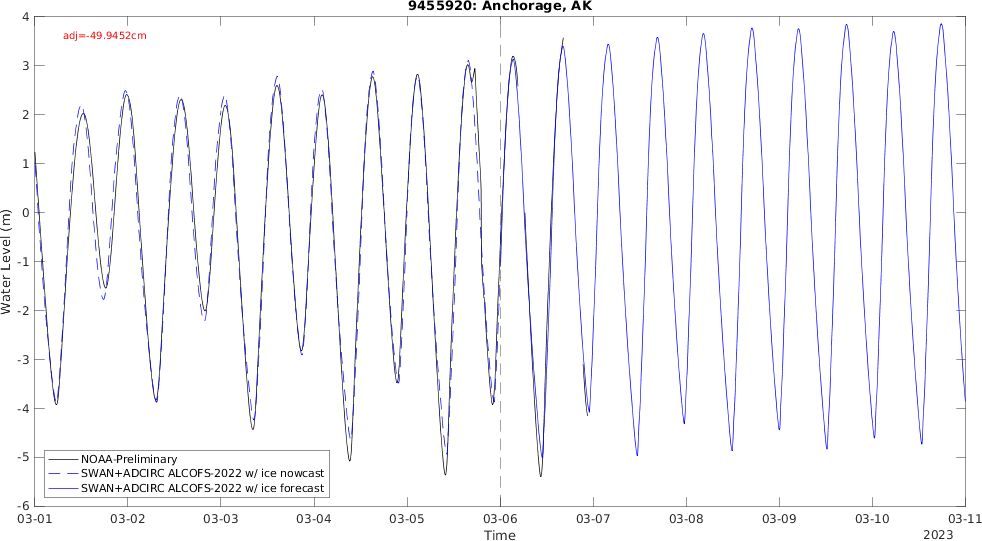 9455920: Anchorage, AK
adj=-49.9452cm
4
3
2
1
0
-1
-2
-3
-4
-5
-6
Water Level (m)
NOAA-Preliminary
SWAN+ADCIRC ALCOFS-2022 w/ ice nowcast
SWAN+ADCIRC ALCOFS-2022 w/ ice forecast
03-01 03-02 03-03 03-04 03-05 03-06 03-07 03-08 03-09 03-10 03-11
Time
2023